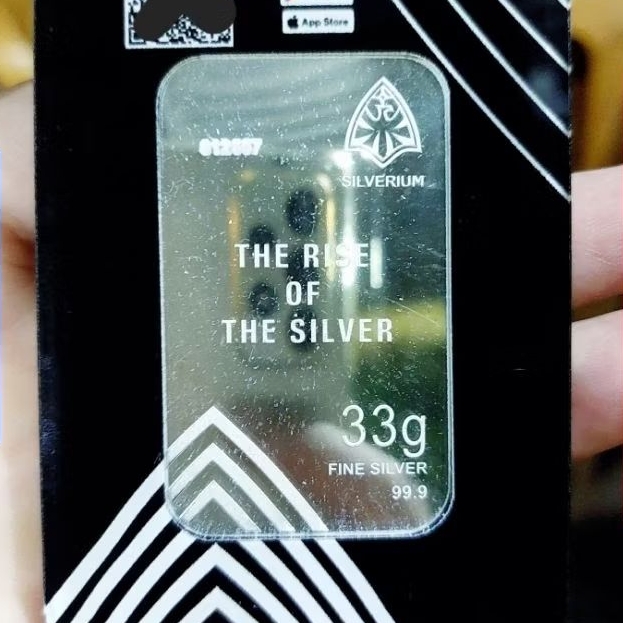 App Store
SILVERIUM
THE RISE
OF
THE SILVER
33g
FINE SILVER
99.9